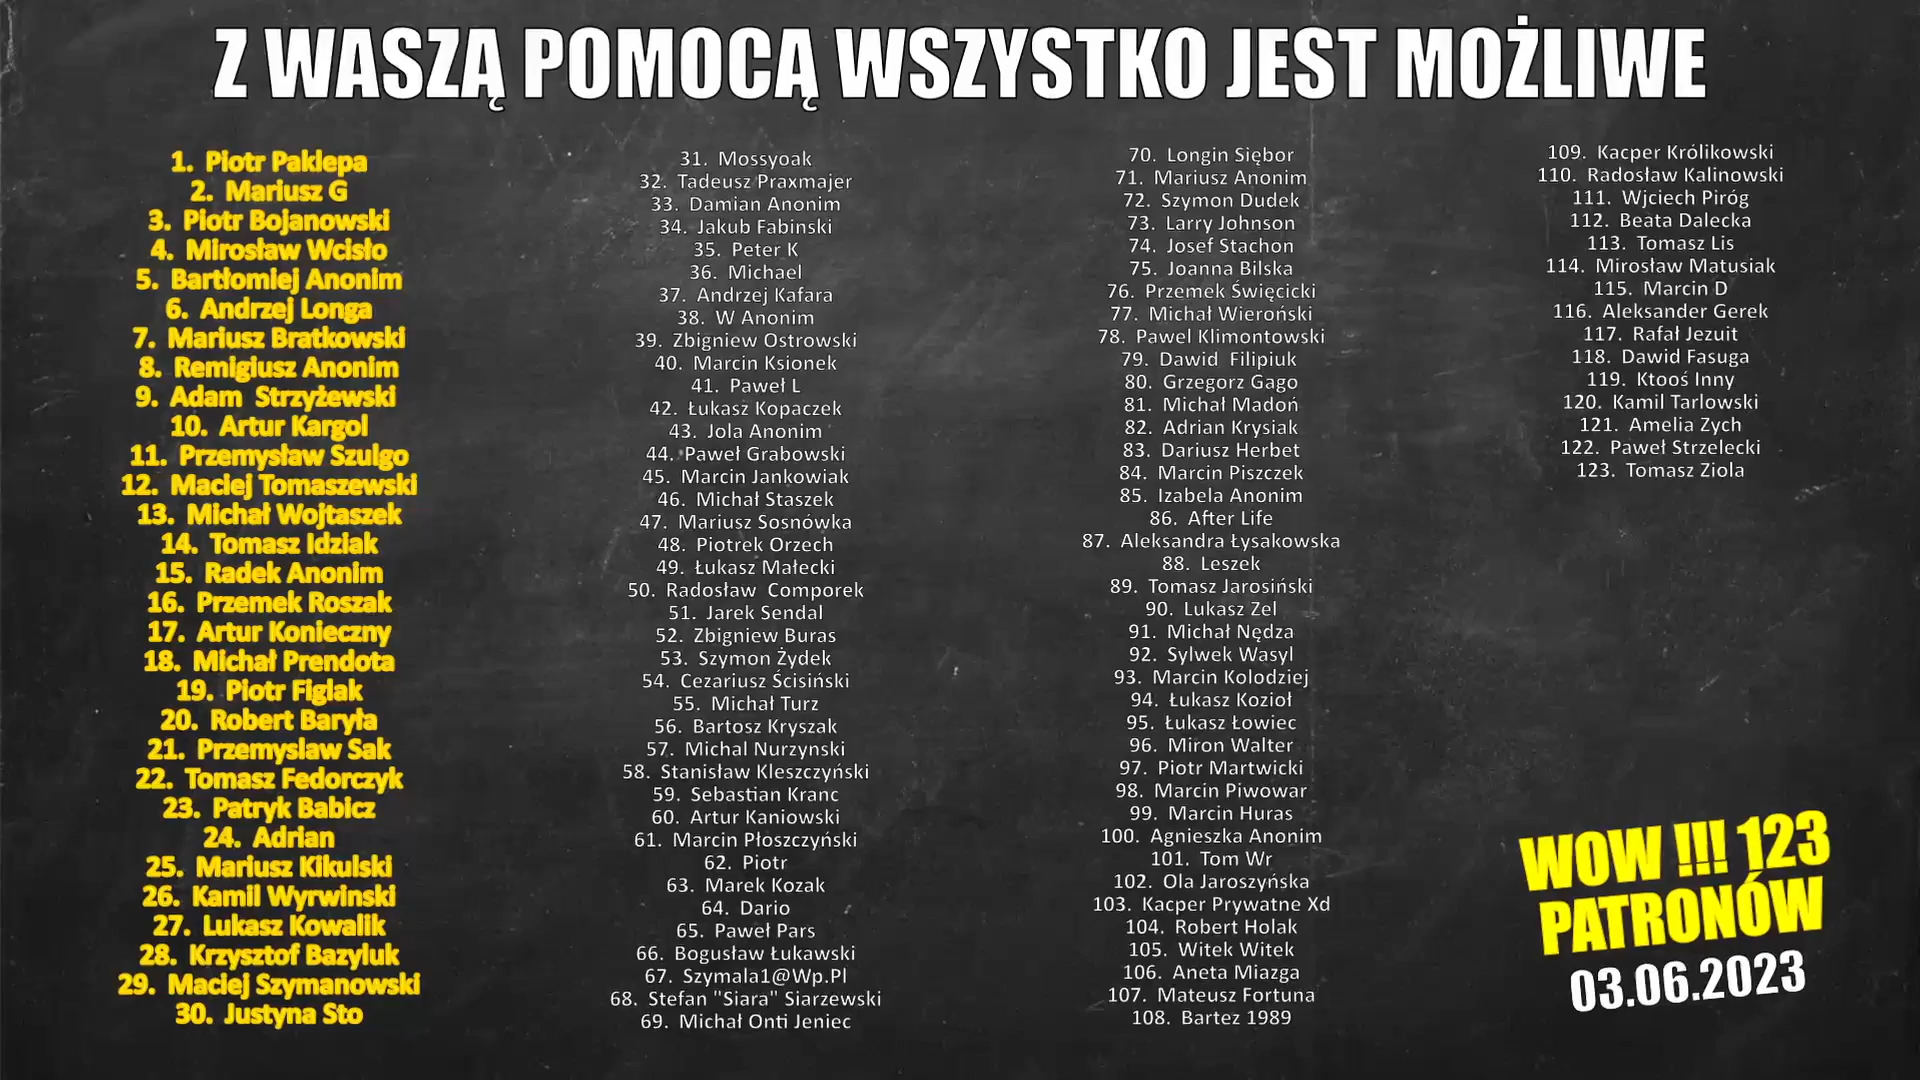 Z WASZĄ POMOCĄ WSZYSTKO JEST MOŻLIWE
1. Piotr Paklepa
2. Mariusz G
3. Piotr Bojanowski
4. Mirosław Wcisło
5. Bartłomiej Anonim
6. Andrzej Longa
7. Mariusz Bratkowski
8. Remigiusz Anonim
9. Adam Strzyżewski
10. Artur Kargol
11. Przemysław Szulgo
12. Maciej Tomaszewski
13. Michał Wojtaszek
14. Tomasz Idziak
15. Radek Anonim
16. Przemek Roszak
17. Artur Konieczny
18. Michał Prendota
19. Piotr Figlak
20. Robert Baryła
21. Przemyslaw Sak
22. Tomasz Fedorczyk
23. Patryk Babicz
24. Adrian
25. Mariusz Kikulski
26. Kamil Wyrwinski
27. Lukasz Kowalik
28. Krzysztof Bazyluk
29. Maciej Szymanowski
30. Justyna Sto
31. Mossyoak
32. Tadeusz Praxmajer
33. Damian Anonim
34. Jakub Fabinski
35. Peter K
36. Michael
37. Andrzej Kafara
38. W Anonim
39. Zbigniew Ostrowski
40. Marcin Ksionek
41. Paweł L
42. Łukasz Kopaczek
43. Jola Anonim
44. Paweł Grabowski
45. Marcin Jankowiak
46. Michał Staszek
47. Mariusz Sosnówka
48. Piotrek Orzech
49. Łukasz Małecki
50. Radosław Comporek
51. Jarek Sendal
52. Zbigniew Buras
53. Szymon Żydek
54. Cezariusz Ścisiński
55. Michał Turz
56. Bartosz Kryszak
57. Michal Nurzynski
58. Stanisław Kleszczyński
59. Sebastian Kranc
60. Artur Kaniowski
61. Marcin Płoszczyński
62. Piotr
63. Marek Kozak
64. Dario
65. Paweł Pars
66. Bogusław Łukawski
67. Szymala1@Wp.Pl
68. Stefan "Siara" Siarzewski
69. Michał Onti Jeniec
70. Longin Siębor
71. Mariusz Anonim
72. Szymon Dudek
73. Larry Johnson
74. Josef Stachon
75. Joanna Bilska
76. Przemek Święcicki
77. Michał Wieroński
78. Pawel Klimontowski
79. Dawid Filipiuk
80. Grzegorz Gago
81. Michał Madoń
82. Adrian Krysiak
83. Dariusz Herbet
84. Marcin Piszczek
85. Izabela Anonim
86. After Life
87. Aleksandra Łysakowska
88. Leszek
89. Tomasz Jarosiński
90. Lukasz Zel
91. Michał Nędza
92. Sylwek Wasyl
93. Marcin Kolodziej
94. Łukasz Kozioł
95. Łukasz Łowiec
96. Miron Walter
97. Piotr Martwicki
98. Marcin Piwowar
99. Marcin Huras
100. Agnieszka Anonim
101. Tom Wr
102. Ola Jaroszyńska
103. Kacper Prywatne Xd
104. Robert Holak
105. Witek Witek
106. Aneta Miazga
107. Mateusz Fortuna
108. Bartez 1989
109. Kacper Królikowski
110. Radosław Kalinowski
111. Wjciech Piróg
112. Beata Dalecka
113. Tomasz Lis
114. Mirosław Matusiak
115. Marcin D
116. Aleksander Gerek
117. Rafał Jezuit
118. Dawid Fasuga
119. Ktooś Inny
120. Kamil Tarlowski
121. Amelia Zych
122. Paweł Strzelecki
123. Tomasz Ziola
WOW !!! 123
PATRONÓW
03.06.2023